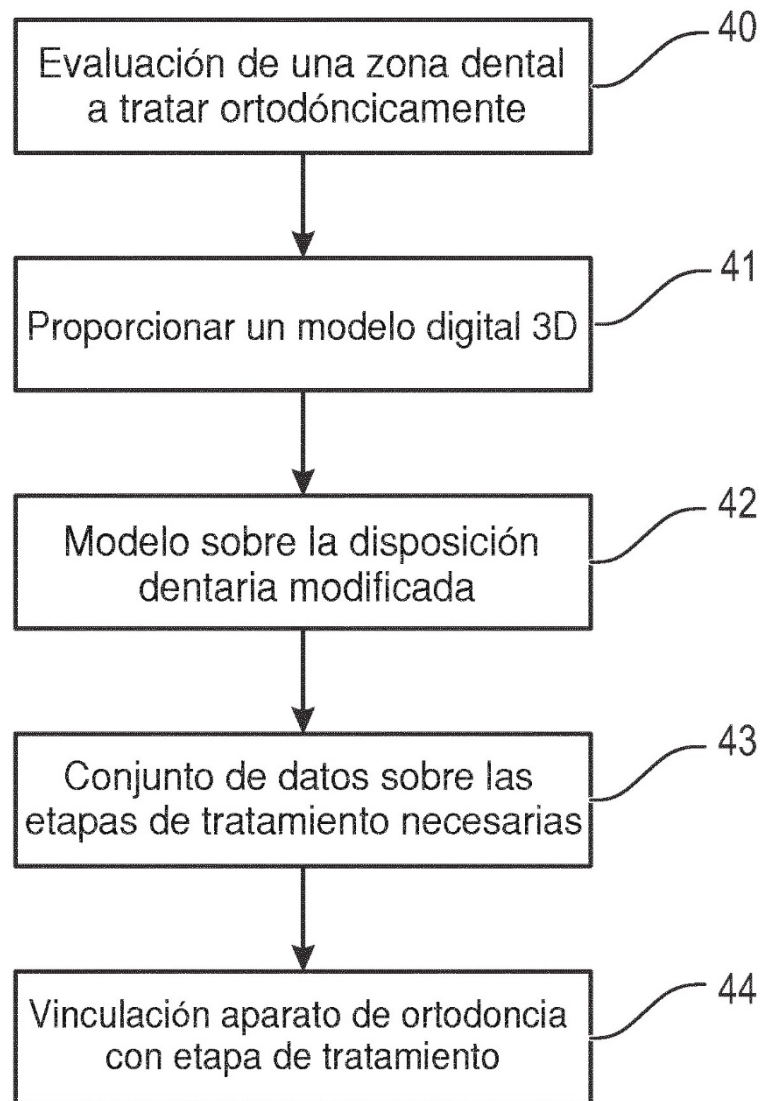 40
Evaluación de una zona dental
a tratar ortodóncicamente
41
Proporcionar un modelo digital 3D
42
Modelo sobre la disposición
dentaria modificada
43
Conjunto de datos sobre las
etapas de tratamiento necesarias
44
Vinculación aparato de ortodoncia
con etapa de tratamiento